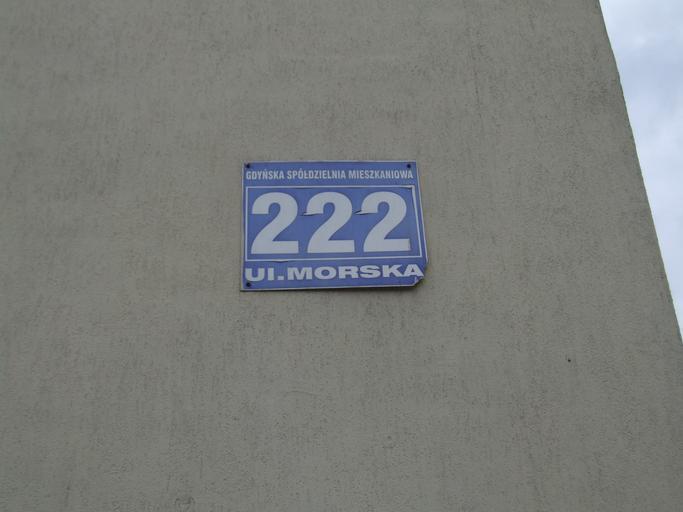 GDYŃSKA SPÓŁDZIELNIA MIESZKANIOWA
222
Ul.MORSKA